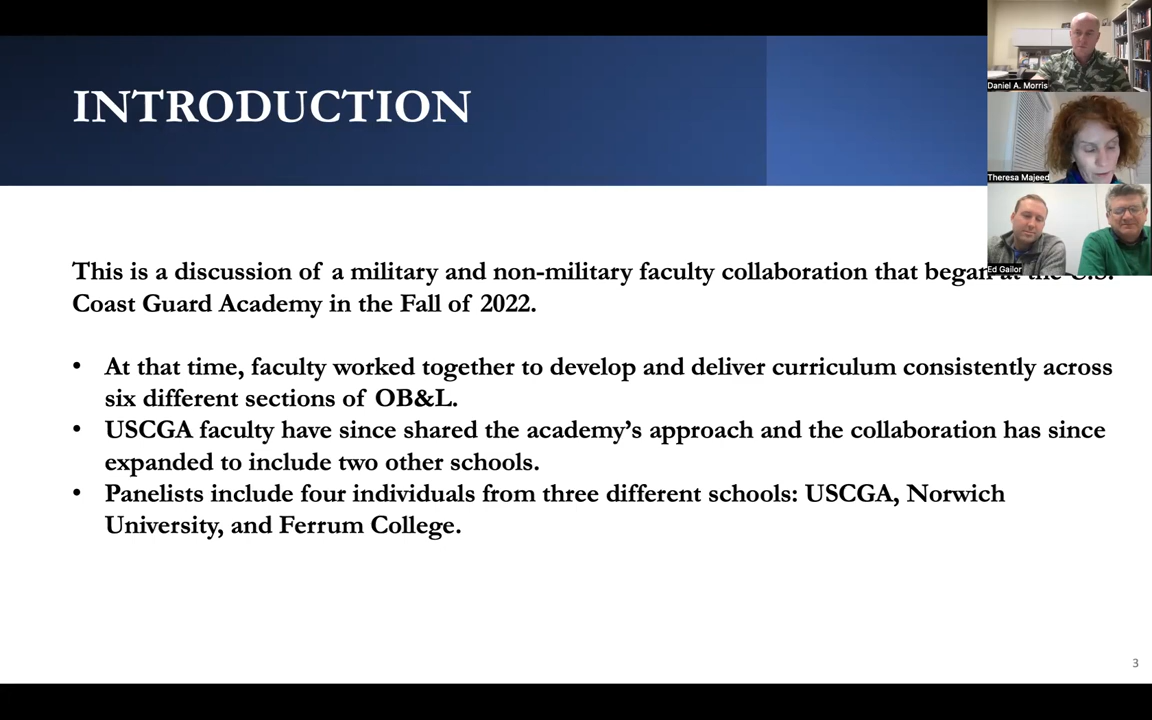 INTRODUCTION
Daniel A. Morris
Theresa Majeed
Ed Gailor
This is a discussion of a military and non-military faculty collaboration that began at the U.S.
Coast Guard Academy in the Fall of 2022.
• At that time, faculty worked together to develop and deliver curriculum consistently across
six different sections of OB&L.
• USCGA faculty have since shared the academy’s approach and the collaboration has since
expanded to include two other schools.
• Panelists include four individuals from three different schools: USCGA, Norwich
University, and Ferrum College.
3